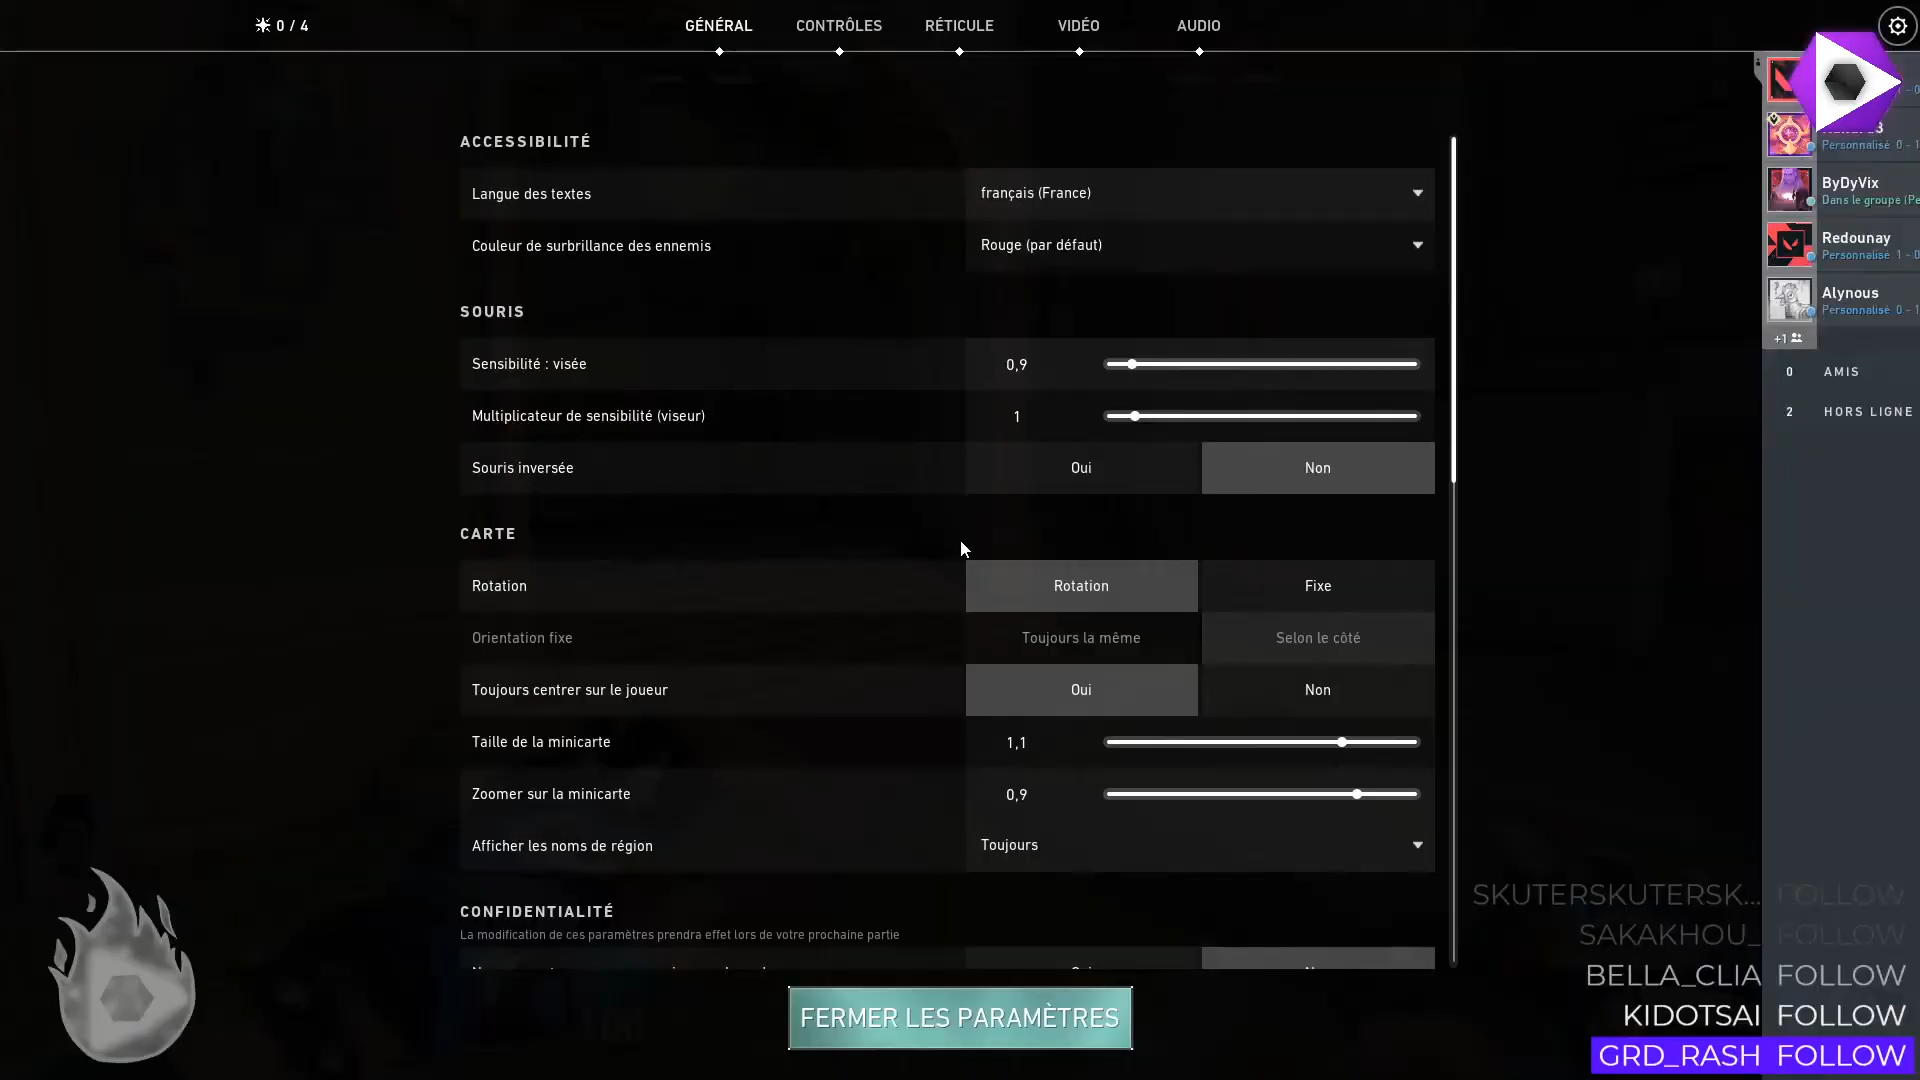 0 / 4
GÉNÉRAL
CONTRÔLES
RÉTICULE
VIDÉO
AUDIO
ACCESSIBILITÉ
Langue des textes
français (France)
Couleur de surbrillance des ennemis
Rouge (par défaut)
SOURIS
Sensibilité : visée
0,9
Multiplicateur de sensibilité (viseur)
1
Souris inversée
Oui
Non
CARTE
Rotation
Rotation
Fixe
Orientation fixe
Toujours la même
Selon le côté
Toujours centrer sur le joueur
Oui
Non
Taille de la minicarte
1,1
Zoomer sur la minicarte
0,9
Afficher les noms de région
Toujours
CONFIDENTIALITÉ
La modification de ces paramètres prendra effet lors de votre prochaine partie
FERMER LES PARAMÈTRES
Personnalisé 0 - 1
ByDyVix
Dans le groupe (Pe
Redounay
Personnalisé 1 - 0
Alynous
Personnalisé 0 - 1
+1
0 AMIS
2 HORS LIGNE
SKUTERSKUTERSK... FOLLOW
SAKAKHOU_ FOLLOW
BELLA_CLIA FOLLOW
KIDOTSAI FOLLOW
GRD_RASH FOLLOW